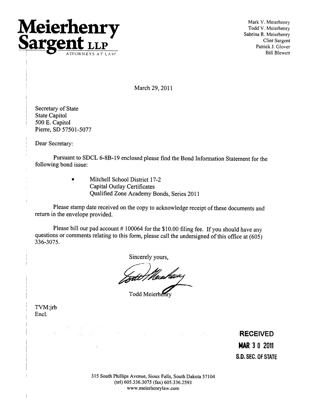 Meierhenry
Sargent LLP
ATTORNEYS AT LAW
Mark V. Meierhenry
Todd V. Meierhenry
Sabrina R. Meierhenry
Clint Sargent
Patrick J. Glover
Bill Blewett
March 29, 2011
Secretary of State
State Capitol
500 E. Capitol
Pierre, SD 57501-5077
Dear Secretary:
Pursuant to SDCL 6-8B-19 enclosed please find the Bond Information Statement for the
following bond issue:
• Mitchell School District 17-2
Capital Outlay Certificates
Qualified Zone Academy Bonds, Series 2011
Please stamp date received on the copy to acknowledge receipt of these documents and
return in the envelope provided.
Please bill our pad account # 100064 for the $10.00 filing fee. If you should have any
questions or comments relating to this form, please call the undersigned of this office at (605)
336-3075.
Sincerely yours,
Todd Meierhenry
Todd Meierhenry
TVM:jrb
Encl.
RECEIVED
MAR 30 2011
S.D. SEC. OF STATE
315 South Phillips Avenue, Sioux Falls, South Dakota 57104
(tel) 605.336.3075 (fax) 605.336.2593
www.meierhenrylaw.com